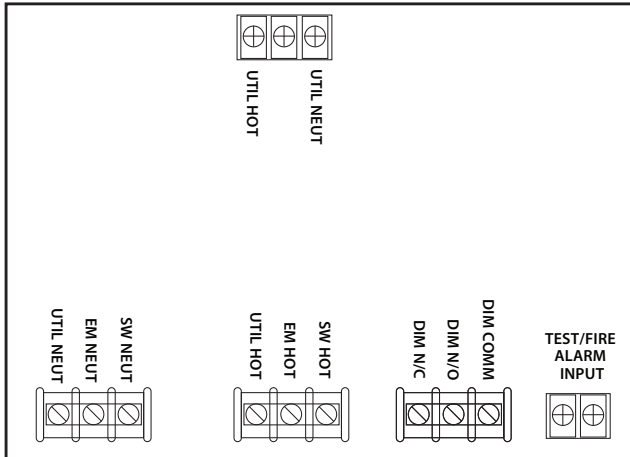 UTIL HOT
UTIL NEUT
UTIL NEUT
EM NEUT
SW NEUT
UTIL HOT
EM HOT
SW HOT
DIM N/C
DIM N/O
DIM COMM
TEST/FIRE
ALARM
INPUT